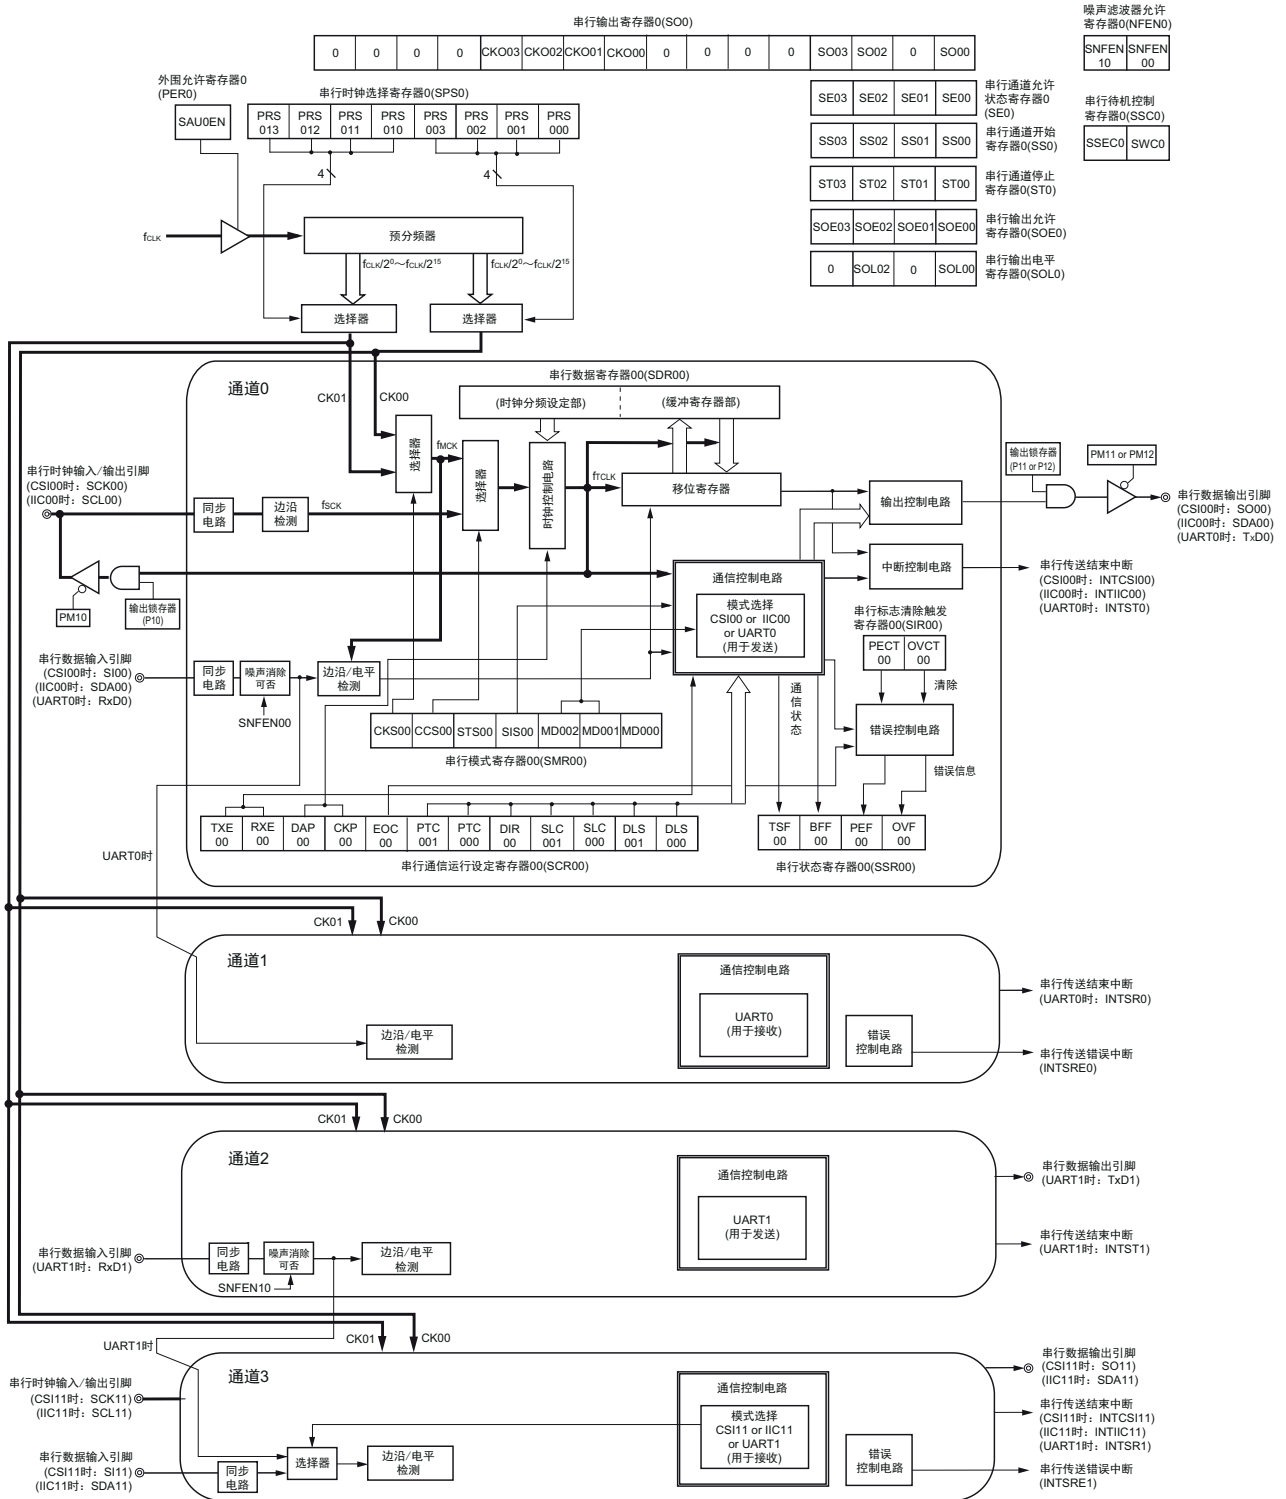 串行输出寄存器0(SO0)
0 0 0 0 CKO03 CKO02 CKO01 CKO00 0 0 0 0 SO03 SO02 0 SO00
噪声滤波器允许
寄存器0(NFEN0)
SNFEN
10
SNFEN
00
外围允许寄存器0
(PER0)
SAU0EN
串行时钟选择寄存器0(SPS0)
PRS
013
PRS
012
PRS
011
PRS
010
PRS
003
PRS
002
PRS
001
PRS
000
4
4
SE03 SE02 SE01 SE00
串行通道允许
状态寄存器0
(SE0)
SS03 SS02 SS01 SS00
串行通道开始
寄存器0(SS0)
ST03 ST02 ST01 ST00
串行通道停止
寄存器0(ST0)
SOE03 SOE02 SOE01 SOE00
串行输出允许
寄存器0(SOE0)
0 SOL02 0 SOL00
串行输出电平
寄存器0(SOL0)
串行待机控制
寄存器0(SSC0)
SSEC0 SWC0
fCLK
预分频器
fCLK/2⁰～fCLK/2¹⁵
fCLK/2⁰～fCLK/2¹⁵
选择器
选择器
通道0
CK01
CK00
串行数据寄存器00(SDR00)
(时钟分频设定部)
(缓冲寄存器部)
选择器
fMCK
选择器
时钟控制电路
fTCLK
移位寄存器
串行时钟输入/输出引脚
(CSI00时：SCK00)
(IIC00时：SCL00)
同步
电路
边沿
检测
fSCK
PM10
输出锁存器
(P10)
输出控制电路
输出锁存器
(P11 or P12)
PM11 or PM12
串行数据输出引脚
(CSI00时：SO00)
(IIC00时：SDA00)
(UART0时：TxD0)
通信控制电路
模式选择
CSI00 or IIC00
or UART0
(用于发送)
中断控制电路
串行传送结束中断
(CSI00时：INTCSI00)
(IIC00时：INTIIC00)
(UART0时：INTST0)
串行标志清除触发
寄存器00(SIR00)
PECT
00
OVCT
00
清除
串行数据输入引脚
(CSI00时：SI00)
(IIC00时：SDA00)
(UART0时：RxD0)
同步
电路
噪声消除
可否
SNFEN00
边沿/电平
检测
通信状态
错误控制电路
错误信息
CKS00 CCS00 STS00 SIS00 MD002 MD001 MD000
串行模式寄存器00(SMR00)
TXE
00
RXE
00
DAP
00
CKP
00
EOC
00
PTC
001
PTC
000
DIR
00
SLC
001
SLC
000
DLS
001
DLS
000
串行通信运行设定寄存器00(SCR00)
TSF
00
BFF
00
PEF
00
OVF
00
串行状态寄存器00(SSR00)
UART0时
CK01
CK00
通道1
通信控制电路
UART0
(用于接收)
边沿/电平
检测
错误
控制电路
串行传送结束中断
(UART0时：INTSR0)
串行传送错误中断
(INTSRE0)
CK01
CK00
通道2
通信控制电路
UART1
(用于发送)
串行数据输出引脚
(UART1时：TxD1)
串行传送结束中断
(UART1时：INTST1)
串行数据输入引脚
(UART1时：RxD1)
同步
电路
噪声消除
可否
SNFEN10
边沿/电平
检测
UART1时
CK01
CK00
通道3
串行时钟输入/输出引脚
(CSI11时：SCK11)
(IIC11时：SCL11)
通信控制电路
模式选择
CSI11 or IIC11
or UART1
(用于接收)
串行数据输出引脚
(CSI11时：SO11)
(IIC11时：SDA11)
串行传送结束中断
(CSI11时：INTCSI11)
(IIC11时：INTIIC11)
(UART1时：INTSR1)
串行数据输入引脚
(CSI11时：SI11)
(IIC11时：SDA11)
同步
电路
选择器
边沿/电平
检测
错误
控制电路
串行传送错误中断
(INTSRE1)